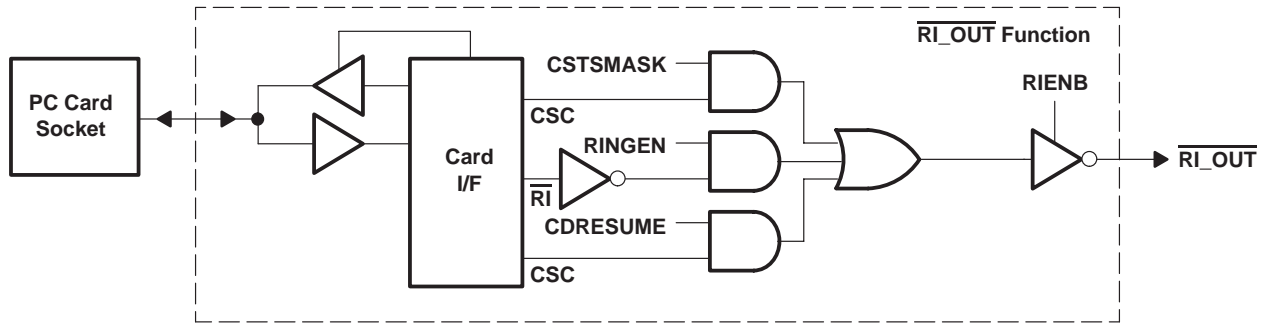 RI_OUT Function
PC Card
Socket
CSTSMASK
CSC
RIENB
RINGEN
Card
I/F
RI
RI_OUT
CDRESUME
CSC